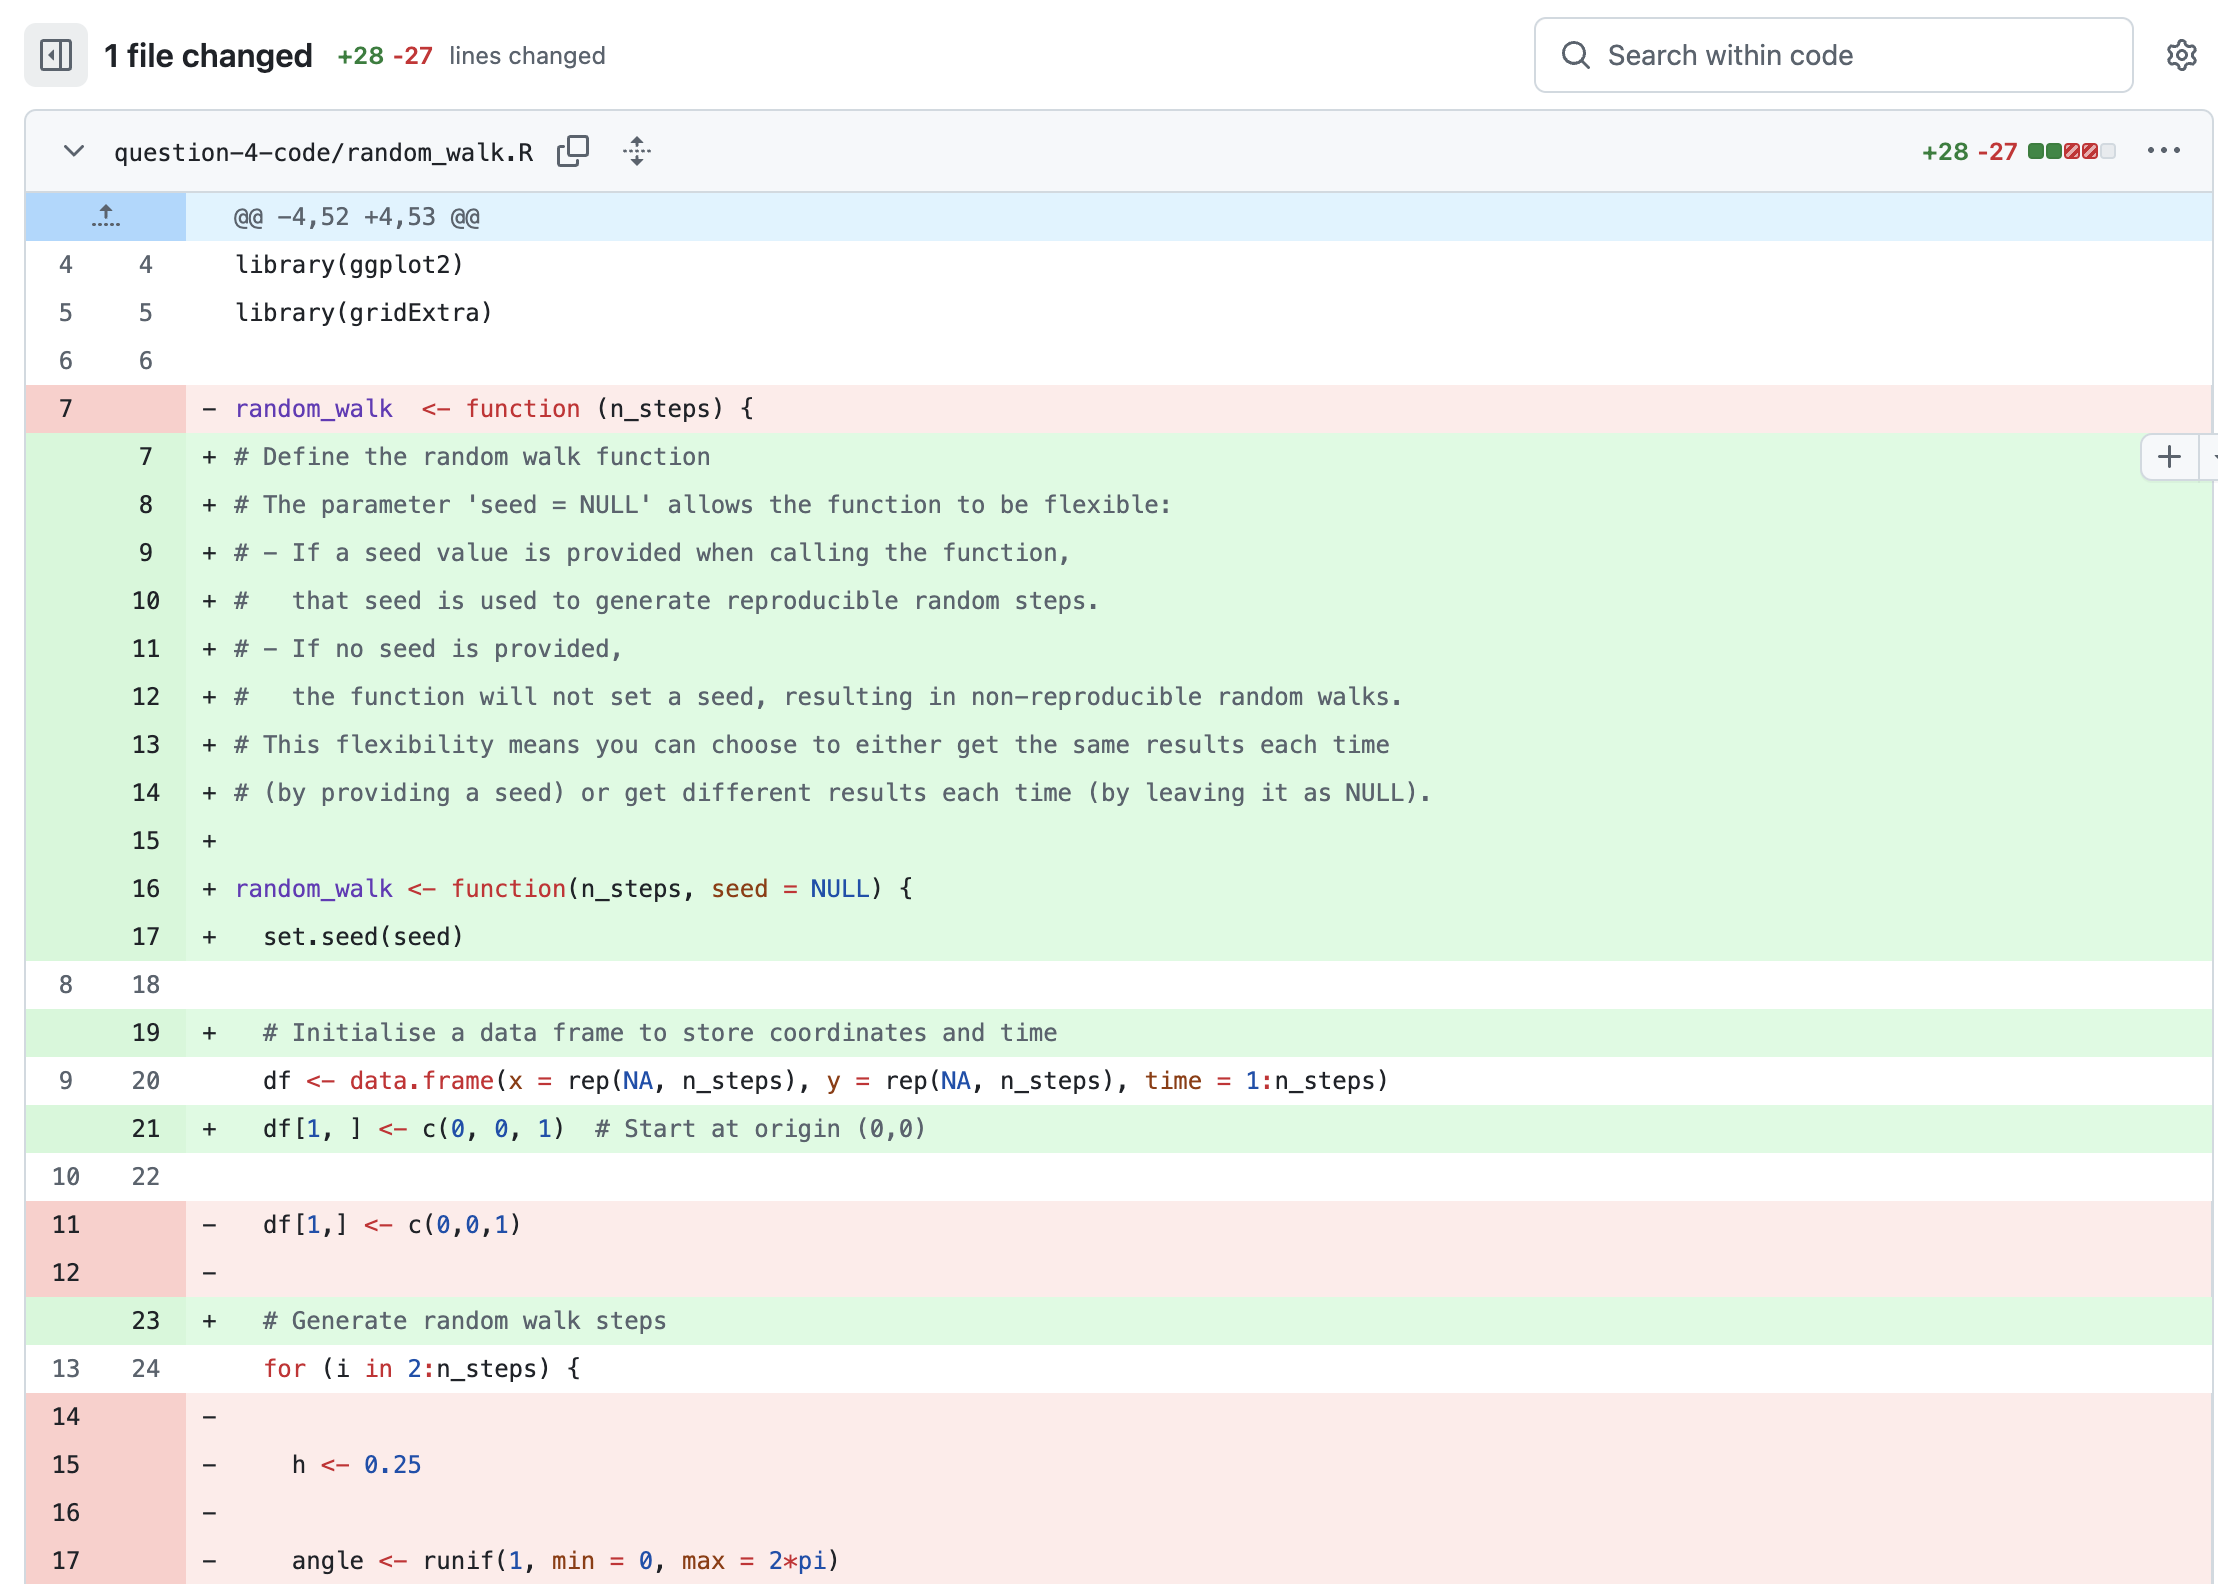 1 file changed +28 -27 lines changed
Search within code
question-4-code/random_walk.R
+28 -27
@@ -4,52 +4,53 @@
4 4 library(ggplot2)
5 5 library(gridExtra)
6 6
7 - random_walk  <- function (n_steps) {
7 + # Define the random walk function
8 + # The parameter 'seed = NULL' allows the function to be flexible:
9 + # - If a seed value is provided when calling the function,
10 + #   that seed is used to generate reproducible random steps.
11 + # - If no seed is provided,
12 + #   the function will not set a seed, resulting in non-reproducible random walks.
13 + # This flexibility means you can choose to either get the same results each time
14 + # (by providing a seed) or get different results each time (by leaving it as NULL).
15 +
16 + random_walk <- function(n_steps, seed = NULL) {
17 +   set.seed(seed)
8 18
19 +   # Initialise a data frame to store coordinates and time
9 20   df <- data.frame(x = rep(NA, n_steps), y = rep(NA, n_steps), time = 1:n_steps)
21 +   df[1, ] <- c(0, 0, 1)  # Start at origin (0,0)
10 22
11 -   df[1,] <- c(0,0,1)
12 -
23 +   # Generate random walk steps
13 24   for (i in 2:n_steps) {
14 -
15 -     h <- 0.25
16 -
17 -     angle <- runif(1, min = 0, max = 2*pi)